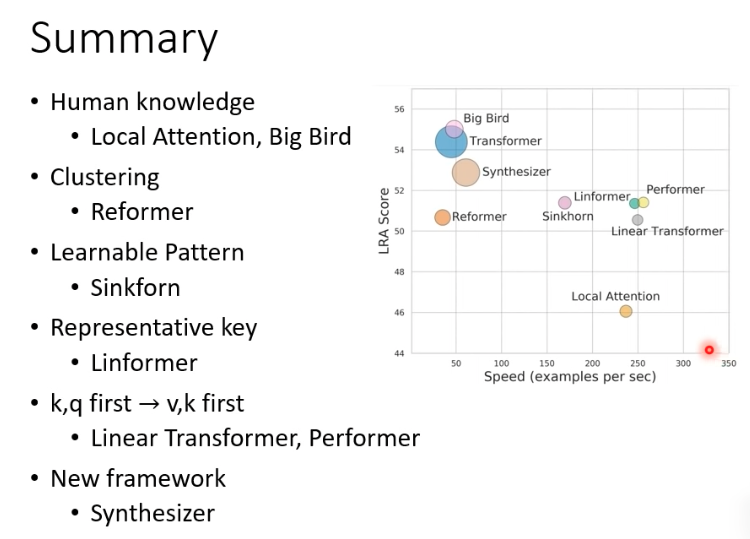 Summary
• Human knowledge
• Local Attention, Big Bird
• Clustering
• Reformer
• Learnable Pattern
• Sinkforn
• Representative key
• Linformer
• k,q first → v,k first
• Linear Transformer, Performer
• New framework
• Synthesizer
LRA Score
56
54
52
50
48
46
44
Big Bird
Transformer
Synthesizer
Reformer
Sinkhorn
Linformer
Performer
Linear Transformer
Local Attention
50 100 150 200 250 300 350
Speed (examples per sec)